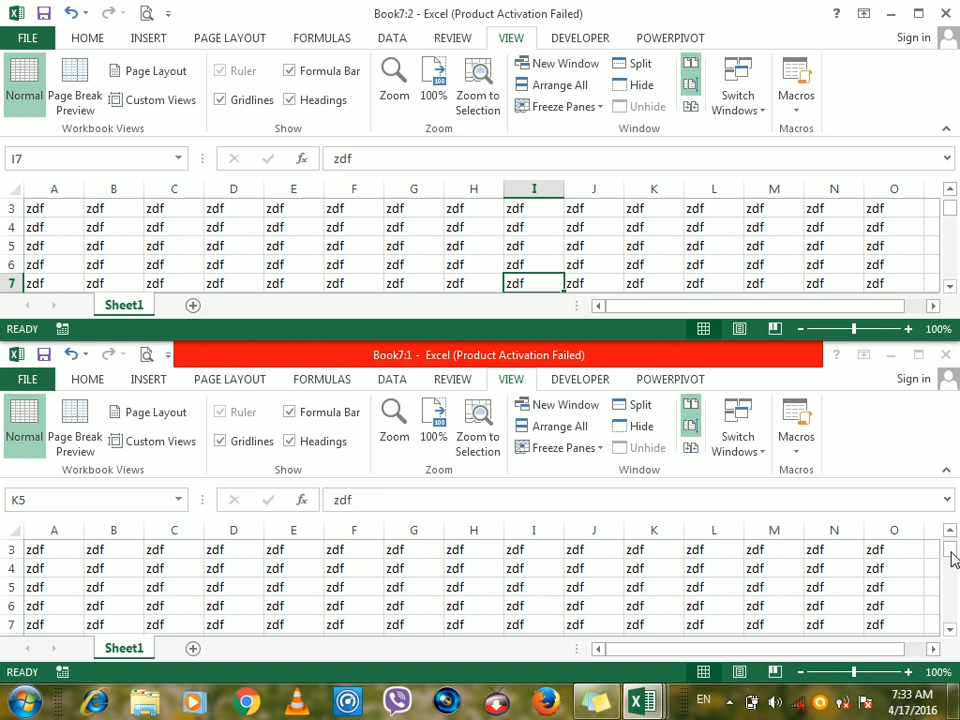 Book7:2 - Excel (Product Activation Failed)
FILE HOME INSERT PAGE LAYOUT FORMULAS DATA REVIEW VIEW DEVELOPER POWERPIVOT Sign in
Normal Page Break Preview Page Layout Custom Views
Ruler Formula Bar Gridlines Headings
Zoom 100% Zoom to Selection
New Window Arrange All Freeze Panes Split Hide Unhide
Switch Windows Macros
Workbook Views Show Zoom Window Macros
I7 fx zdf
A B C D E F G H I J K L M N O
3 zdf zdf zdf zdf zdf zdf zdf zdf zdf zdf zdf zdf zdf zdf zdf
4 zdf zdf zdf zdf zdf zdf zdf zdf zdf zdf zdf zdf zdf zdf zdf
5 zdf zdf zdf zdf zdf zdf zdf zdf zdf zdf zdf zdf zdf zdf zdf
6 zdf zdf zdf zdf zdf zdf zdf zdf zdf zdf zdf zdf zdf zdf zdf
7 zdf zdf zdf zdf zdf zdf zdf zdf zdf zdf zdf zdf zdf zdf zdf
Sheet1
READY 100%
Book7:1 - Excel (Product Activation Failed)
FILE HOME INSERT PAGE LAYOUT FORMULAS DATA REVIEW VIEW DEVELOPER POWERPIVOT Sign in
Normal Page Break Preview Page Layout Custom Views
Ruler Formula Bar Gridlines Headings
Zoom 100% Zoom to Selection
New Window Arrange All Freeze Panes Split Hide Unhide
Switch Windows Macros
Workbook Views Show Zoom Window Macros
K5 fx zdf
A B C D E F G H I J K L M N O
3 zdf zdf zdf zdf zdf zdf zdf zdf zdf zdf zdf zdf zdf zdf zdf
4 zdf zdf zdf zdf zdf zdf zdf zdf zdf zdf zdf zdf zdf zdf zdf
5 zdf zdf zdf zdf zdf zdf zdf zdf zdf zdf zdf zdf zdf zdf zdf
6 zdf zdf zdf zdf zdf zdf zdf zdf zdf zdf zdf zdf zdf zdf zdf
7 zdf zdf zdf zdf zdf zdf zdf zdf zdf zdf zdf zdf zdf zdf zdf
Sheet1
READY 100%
EN 7:33 AM
4/17/2016